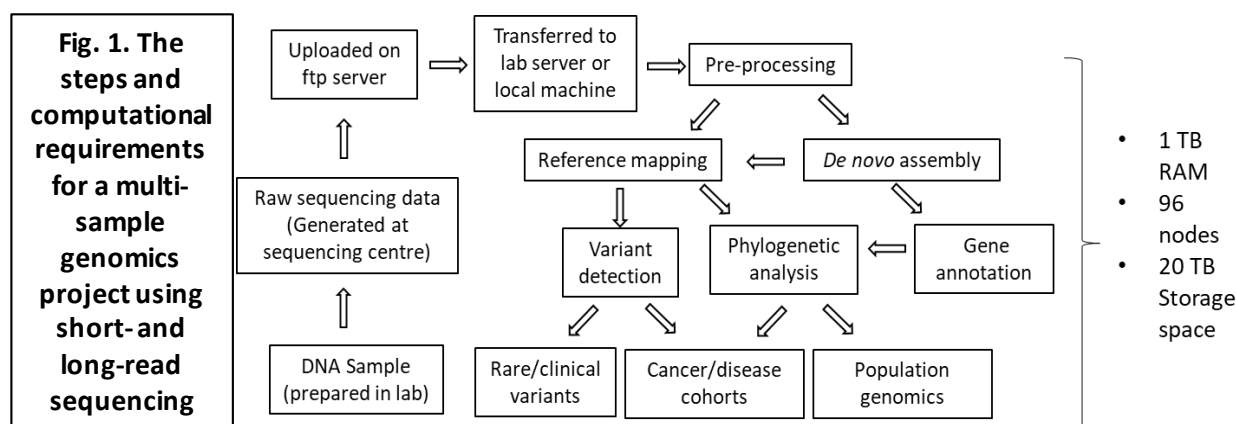 Fig. 1. The
steps and
computational
requirements
for a multi-
sample
genomics
project using
short- and
long-read
sequencing
Uploaded on
ftp server
Transferred to
lab server or
local machine
Pre-processing
Reference mapping
De novo assembly
Raw sequencing data
(Generated at
sequencing centre)
Variant
detection
Phylogenetic
analysis
Gene
annotation
DNA Sample
(prepared in lab)
Rare/clinical
variants
Cancer/disease
cohorts
Population
genomics
• 1 TB
RAM
• 96
nodes
• 20 TB
Storage
space